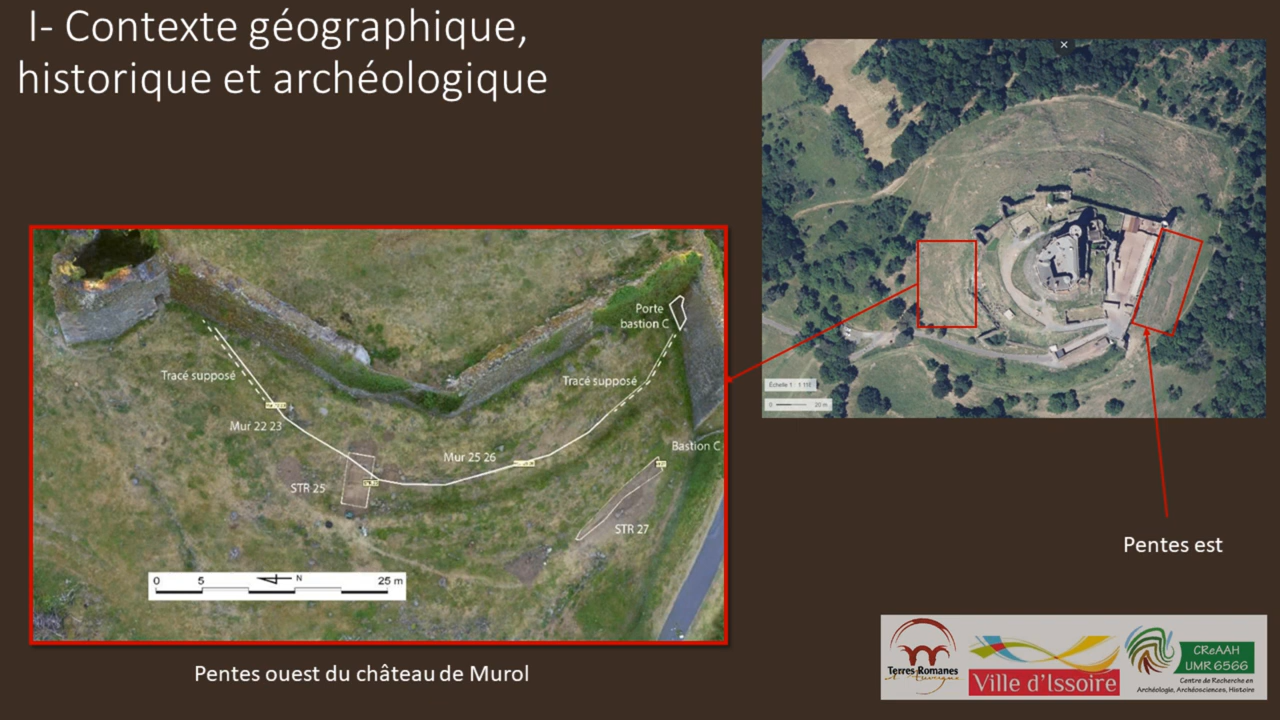 I- Contexte géographique,
historique et archéologique
×
Porte
bastion C
Tracé supposé
Tracé supposé
Mur 22 23
Mur 25 26
Bastion C
STR 25
STR 27
0 5 25 m
N
Echelle 1 : 1 111
0 20 m
Pentes est
Pentes ouest du château de Murol
Terres Romanes
d'Auvergne
Ville d'Issoire
CReAAH
UMR 6566
Centre de Recherche en
Archéologie, Archéosciences, Histoire